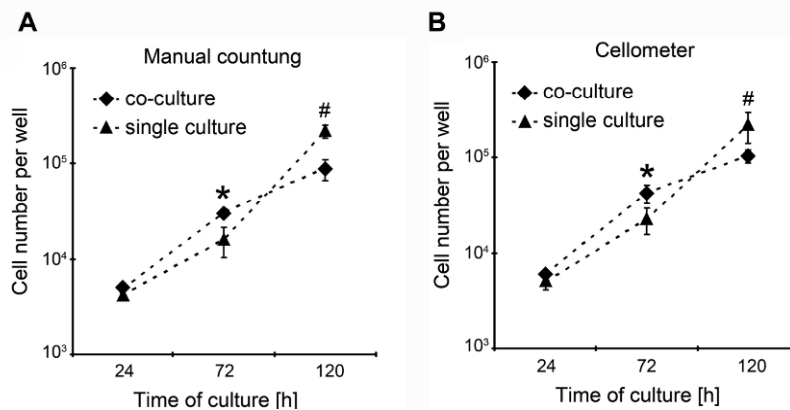 A
Manual countung
10⁶
co-culture
single culture
#
10⁵
*
10⁴
10³
24 72 120
Time of culture [h]
Cell number per well
B
Cellometer
10⁶
co-culture
single culture
#
10⁵
*
10⁴
10³
24 72 120
Time of culture [h]
Cell number per well